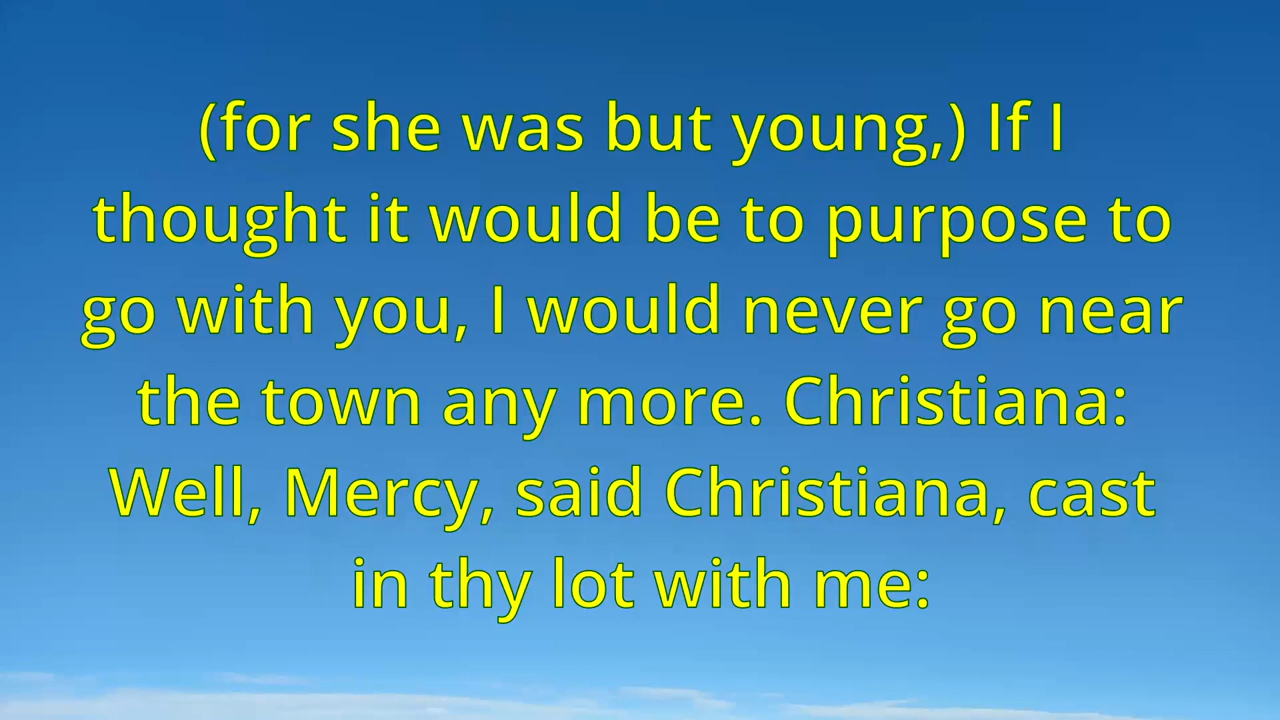 (for she was but young,) If I
thought it would be to purpose to
go with you, I would never go near
the town any more. Christiana:
Well, Mercy, said Christiana, cast
in thy lot with me: